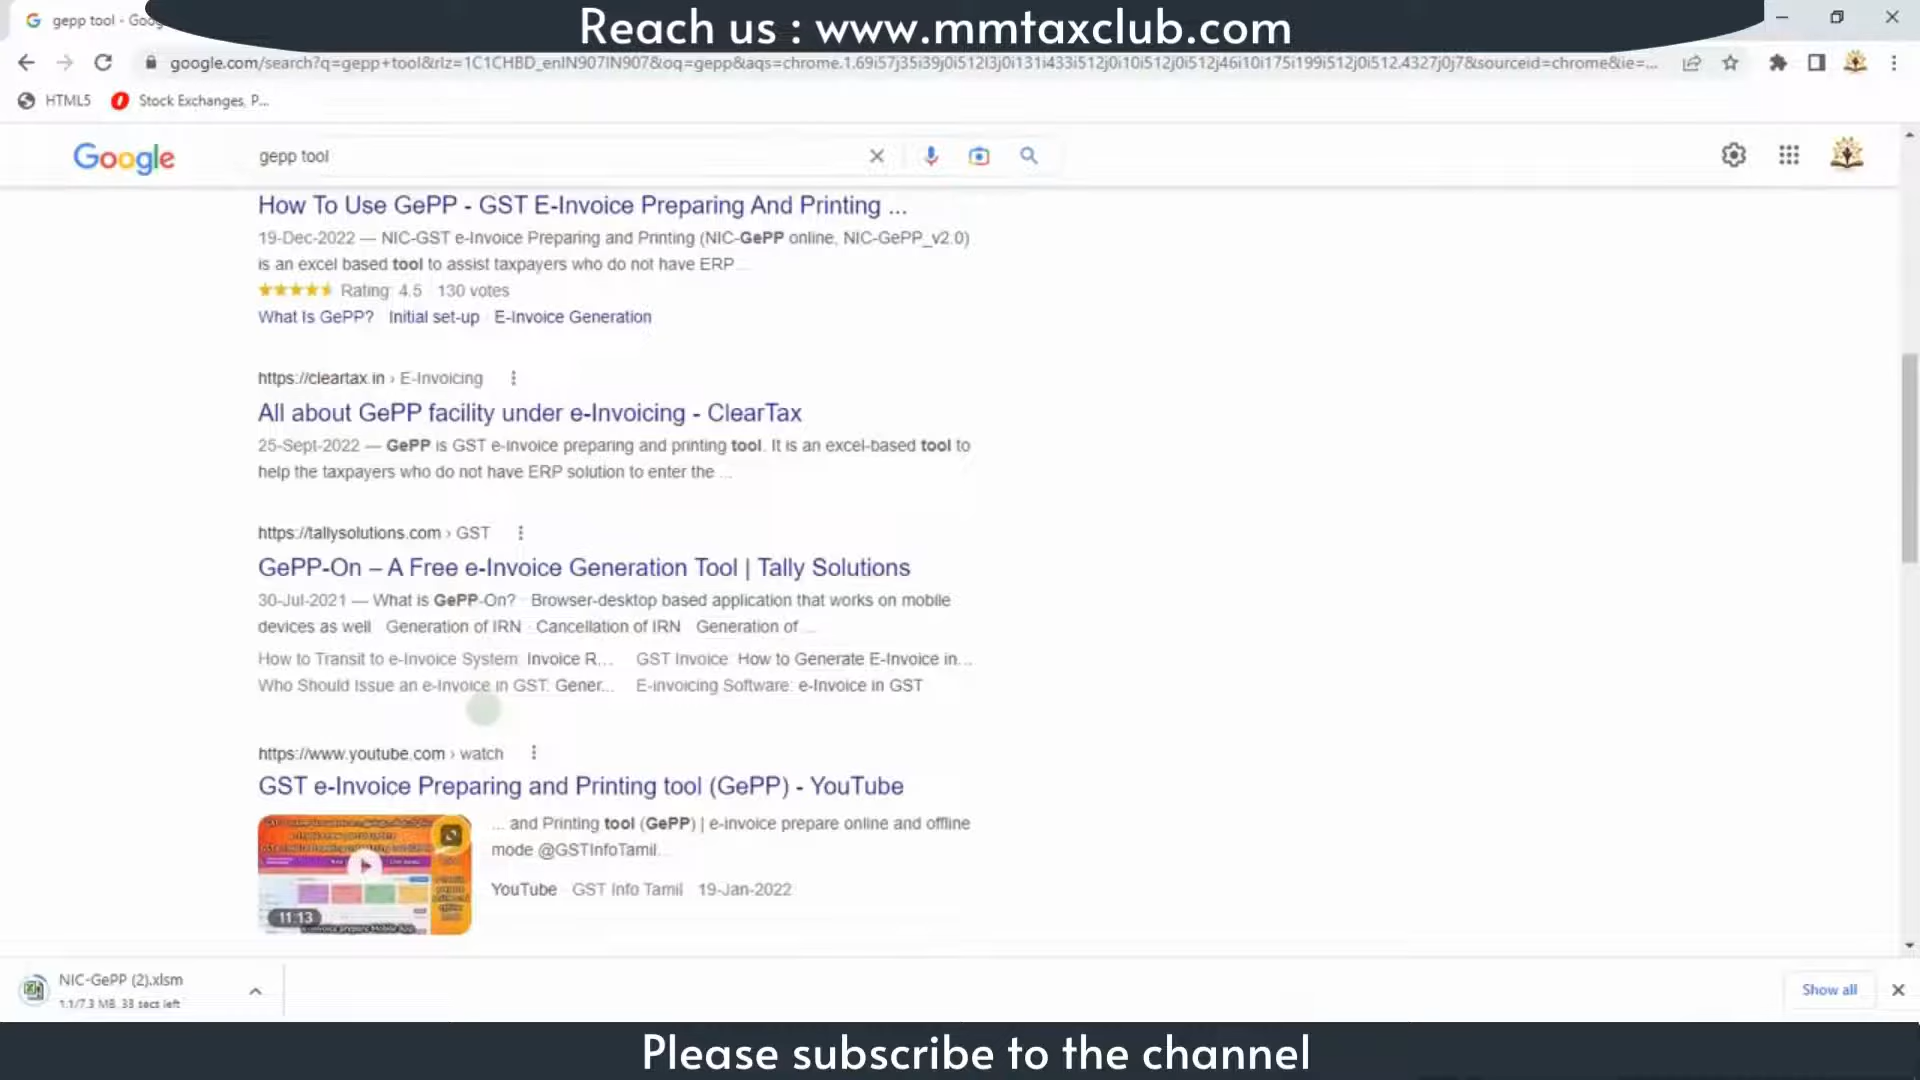 gepp tool - Goo
Reach us : www.mmtaxclub.com
google.com/search?q=gepp+tool&rlz=1C1CHBD_enIN907IN907&oq=gepp&aqs=chrome.1.69i57j35i39j0i512l3j0i131i433i512j0i10i512j0i512j46i10i175i199i512j0i512.4327j0j7&sourceid=chrome&ie=...
HTML5 Stock Exchanges, P...
Google gepp tool
How To Use GePP - GST E-Invoice Preparing And Printing ...
19-Dec-2022 — NIC-GST e-Invoice Preparing and Printing (NIC-GePP online, NIC-GePP_v2.0)
is an excel based tool to assist taxpayers who do not have ERP...
Rating: 4.5 130 votes
What Is GePP? Initial set-up E-Invoice Generation
https://cleartax.in › E-Invoicing
All about GePP facility under e-Invoicing - ClearTax
25-Sept-2022 — GePP is GST e-invoice preparing and printing tool. It is an excel-based tool to
help the taxpayers who do not have ERP solution to enter the ...
https://tallysolutions.com › GST
GePP-On – A Free e-Invoice Generation Tool | Tally Solutions
30-Jul-2021 — What is GePP-On? Browser-desktop based application that works on mobile
devices as well Generation of IRN Cancellation of IRN Generation of ...
How to Transit to e-Invoice System: Invoice R... GST Invoice: How to Generate E-Invoice in...
Who Should Issue an e-Invoice in GST: Gener... E-invoicing Software: e-Invoice in GST
https://www.youtube.com › watch
GST e-Invoice Preparing and Printing tool (GePP) - YouTube
... and Printing tool (GePP) | e-invoice prepare online and offline
mode @GSTInfoTamil.
YouTube GST Info Tamil 19-Jan-2022
11:13
NIC-GePP (2).xlsm
1.1/7.3 MB, 33 secs left
Show all
Please subscribe to the channel